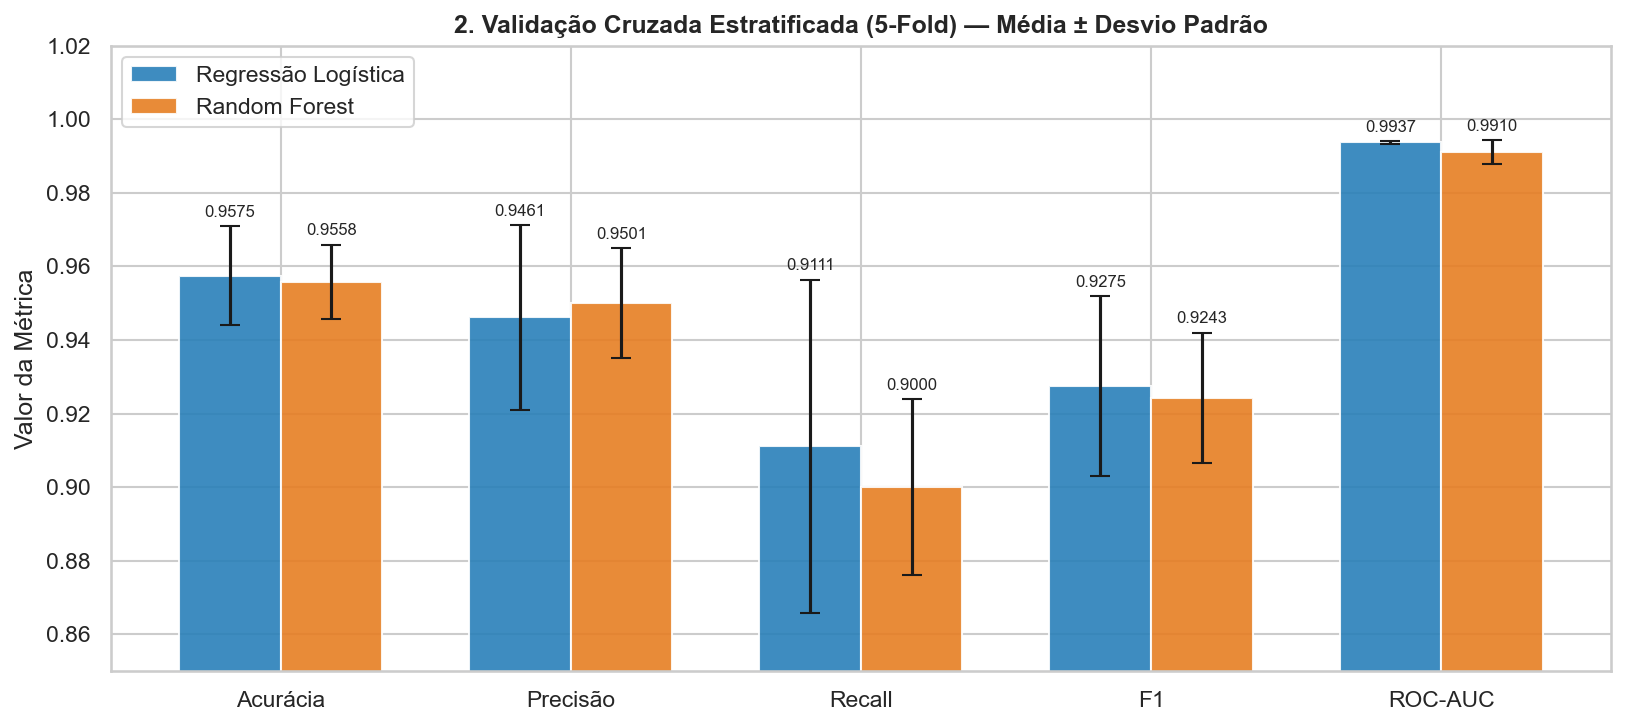 2. Validação Cruzada Estratificada (5-Fold) — Média ± Desvio Padrão
Regressão Logística
Random Forest
Valor da Métrica
1.02
1.00
0.98
0.96
0.94
0.92
0.90
0.88
0.86
0.9575
0.9558
0.9461
0.9501
0.9111
0.9000
0.9275
0.9243
0.9937
0.9910
Acurácia
Precisão
Recall
F1
ROC-AUC